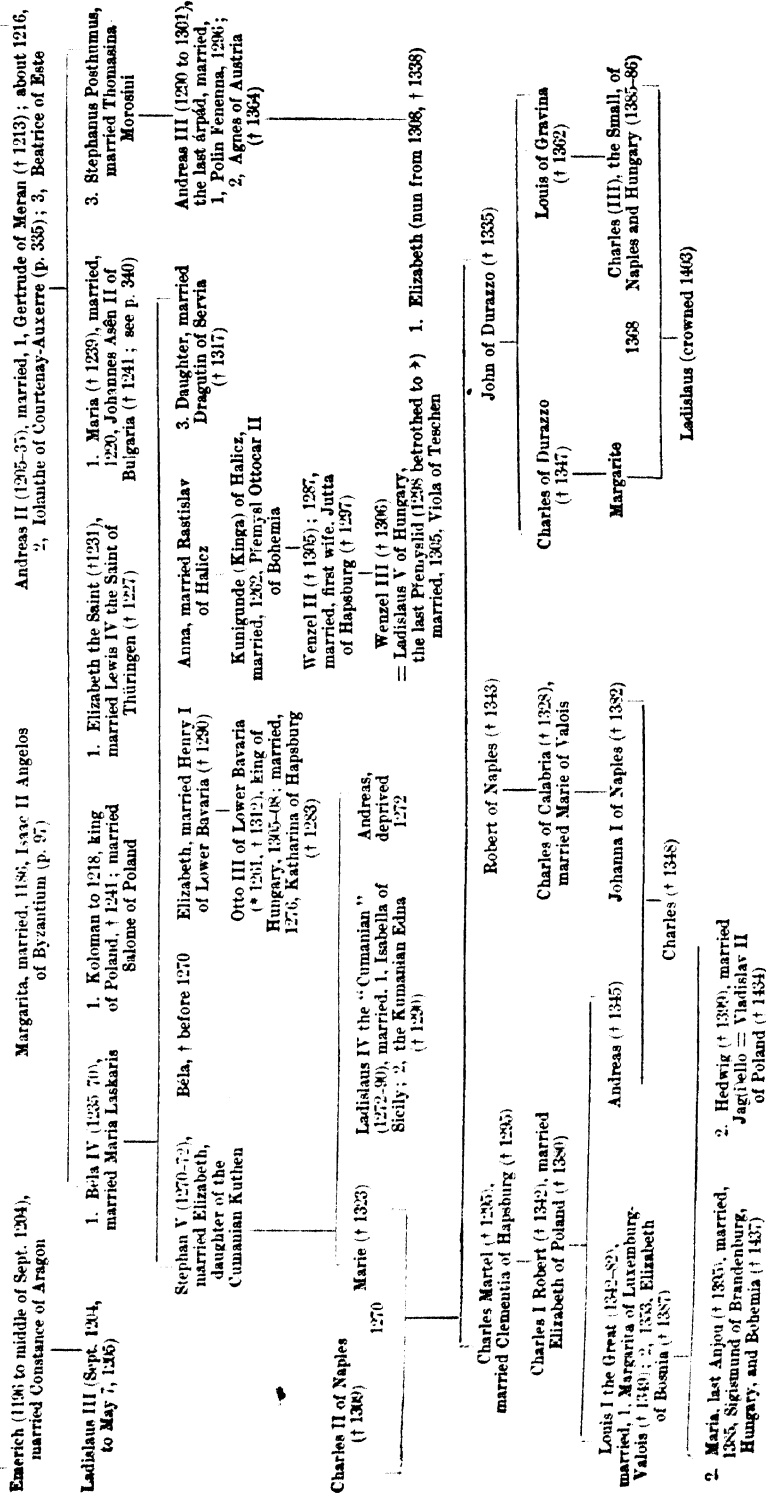 Emerich (1196 to middle of Sept. 1204),
married Constance of Aragon
Margarita, married, 1186, Isaac II Angelos
of Byzantium (p. 97)
Andreas II (1205-35), married, 1, Gertrude of Meran († 1213); about 1216,
2, Iolanthe of Courtenay-Auxerre (p. 335); 3, Beatrice of Este
Ladislaus III (Sept. 1204,
to May 7, 1205)
1. Béla IV (1235-70),
married Maria Laskaris
1. Koloman to 1218, king
of Poland, † 1241; married
Salome of Poland
1. Elizabeth the Saint (†1231),
married Lewis IV the Saint of
Thüringen († 1227)
1. Maria († 1239), married,
1220, Johannes Asên II of
Bulgaria († 1241; see p. 340)
3. Stephanus Posthumus,
married Thomasina
Morosini
Stephan V (1270-72),
married Elizabeth,
daughter of the
Cumanian Kuthen
Béla, † before 1270
Elizabeth, married Henry I
of Lower Bavaria († 1290)
Otto III of Lower Bavaria
(* 1261, † 1312), king of
Hungary, 1305-08; married,
1276, Katharina of Hapsburg
(† 1283)
Anna, married Rastislav
of Halicz
Kunigunde (Kinga) of Halicz,
married, 1262, Přemysl Ottocar II
of Bohemia
Wenzel II († 1305); 1287,
married, first wife, Jutta
of Hapsburg († 1297)
Wenzel III († 1306)
= Ladislaus V of Hungary,
the last Přemyslid (1298 betrothed to →)
married, 1305, Viola of Teschen
3. Daughter, married
Dragutin of Servia
(† 1317)
Andreas III (1290 to 1301),
the last árpád, married,
1, Polin Fenenna, 1296;
2, Agnes of Austria
(† 1364)
1. Elizabeth (nun from 1308, † 1338)
Charles II of Naples
(† 1309)
1270
Marie († 1323)
Ladislaus IV the "Cumanian"
(1272-90), married, 1. Isabella of
Sicily; 2, the Kumanian Edna
(† 1290)
Andreas,
deprived
1272
Charles Martel († 1295),
married Clementia of Hapsburg († 1295)
Robert of Naples († 1343)
John of Durazzo († 1335)
Charles I Robert († 1342), married
Elizabeth of Poland († 1380)
Charles of Calabria († 1328),
married Marie of Valois
Charles of Durazzo
(† 1347)
Louis of Gravina
(† 1362)
Louis I the Great (1342-82),
married, 1. Margarita of Luxemburg-
Valois († 1349); 2, 1353, Elizabeth
of Bosnia († 1387)
Andreas († 1345)
Johanna I of Naples († 1382)
Margarite
1368
Charles (III), the Small, of
Naples and Hungary (1385-86)
Charles († 1348)
Ladislaus (crowned 1403)
2. Maria, last Anjou († 1395), married,
1385, Sigismund of Brandenburg,
Hungary, and Bohemia († 1437)
2. Hedwig († 1399), married
Jag(i)ello = Vladislav II
of Poland († 1434)